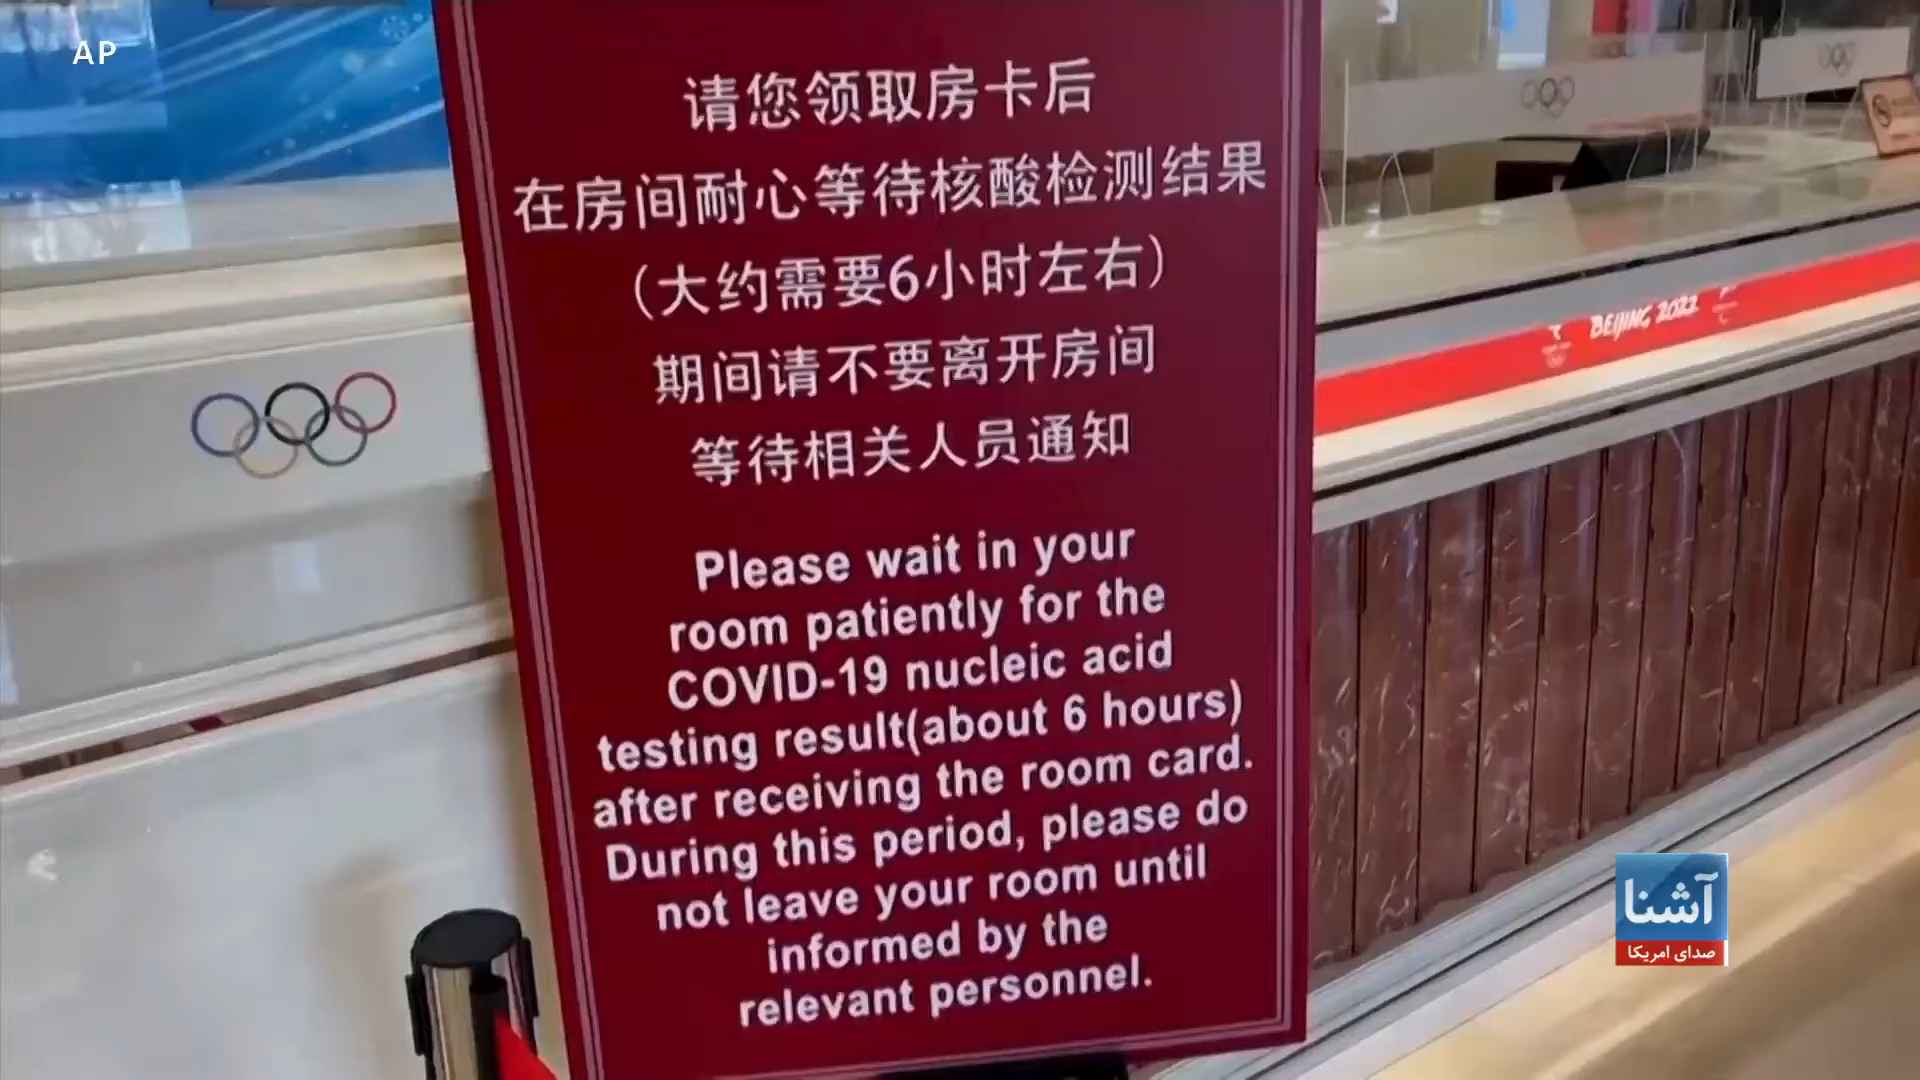 AP
请您领取房卡后
在房间耐心等待核酸检测结果
（大约需要6小时左右）
期间请不要离开房间
等待相关人员通知
Please wait in your
room patiently for the
COVID-19 nucleic acid
testing result(about 6 hours)
after receiving the room card.
During this period, please do
not leave your room until
informed by the
relevant personnel.
BEIJING 2022
آشنا
صدای امریکا